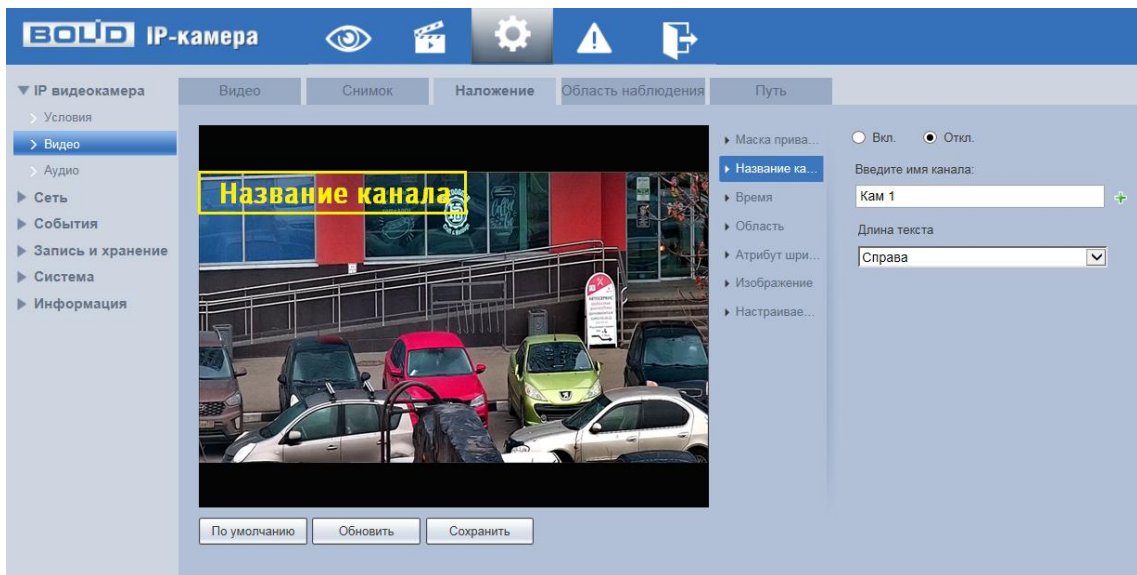 BOLID IP-камера
IP видеокамера
Условия
Видео
Аудио
Сеть
События
Запись и хранение
Система
Информация
Видео
Снимок
Наложение
Область наблюдения
Путь
Название канала
Маска прива...
Название ка...
Время
Область
Атрибут шри...
Изображение
Настраивае...
Вкл.
Откл.
Введите имя канала:
Кам 1
Длина текста
Справа
По умолчанию
Обновить
Сохранить